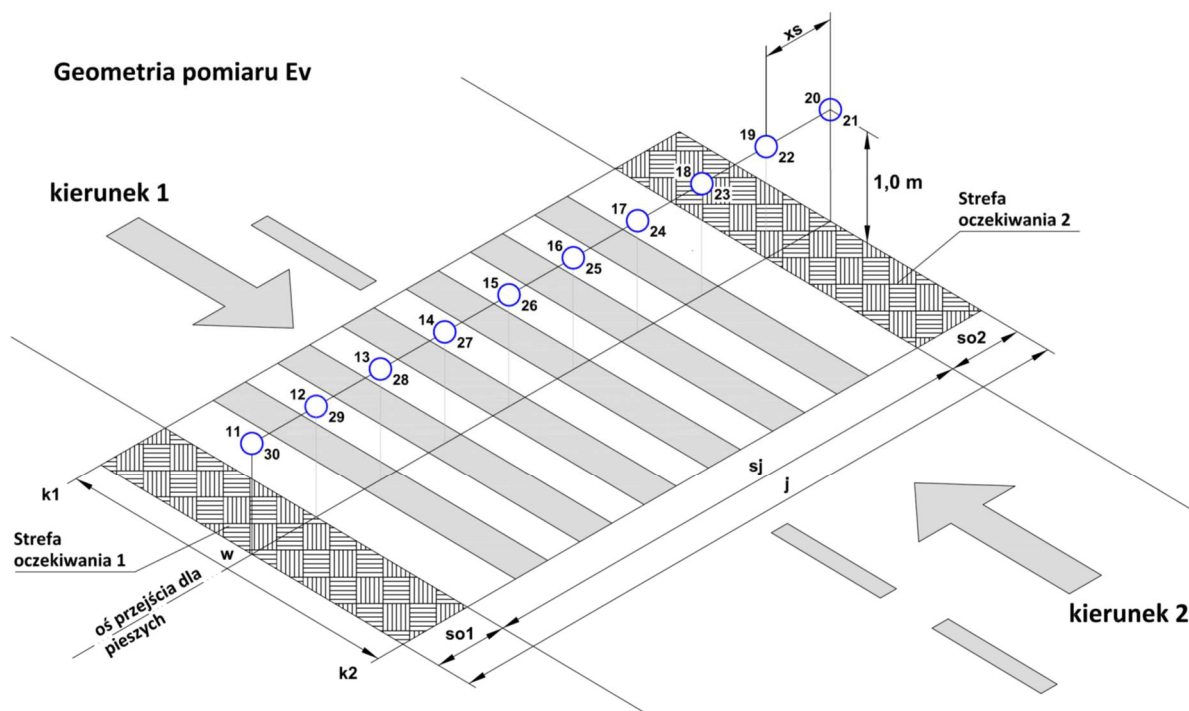 Geometria pomiaru Ev
xs
20
21
19
22
1,0 m
18
23
kierunek 1
Strefa
oczekiwania 2
17
24
16
25
15
26
14
27
13
28
12
29
11
30
so2
sj
j
k1
Strefa
oczekiwania 1
w
oś przejścia dla
pieszych
so1
k2
kierunek 2